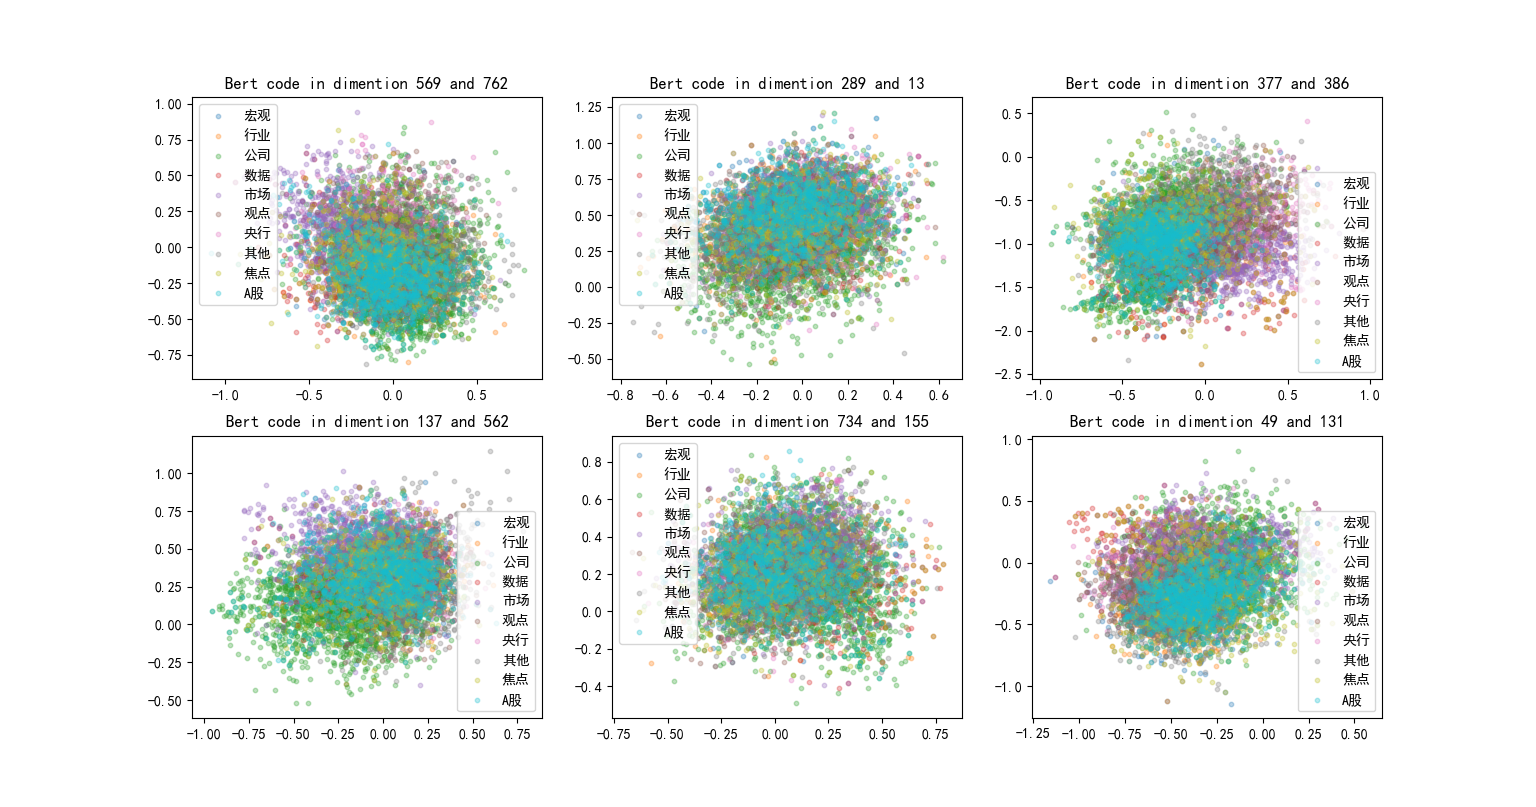 Bert code in dimention 569 and 762
1.00
0.75
0.50
0.25
0.00
-0.25
-0.50
-0.75
-1.0
-0.5
0.0
0.5
宏观
行业
公司
数据
市场
观点
央行
其他
焦点
A股
Bert code in dimention 289 and 13
1.25
1.00
0.75
0.50
0.25
0.00
-0.25
-0.50
-0.8
-0.6
-0.4
-0.2
0.0
0.2
0.4
0.6
宏观
行业
公司
数据
市场
观点
央行
其他
焦点
A股
Bert code in dimention 377 and 386
0.5
0.0
-0.5
-1.0
-1.5
-2.0
-2.5
-1.0
-0.5
0.0
0.5
1.0
宏观
行业
公司
数据
市场
观点
央行
其他
焦点
A股
Bert code in dimention 137 and 562
1.00
0.75
0.50
0.25
0.00
-0.25
-0.50
-1.00
-0.75
-0.50
-0.25
0.00
0.25
0.50
0.75
宏观
行业
公司
数据
市场
观点
央行
其他
焦点
A股
Bert code in dimention 734 and 155
0.8
0.6
0.4
0.2
0.0
-0.2
-0.4
-0.75
-0.50
-0.25
0.00
0.25
0.50
0.75
宏观
行业
公司
数据
市场
观点
央行
其他
焦点
A股
Bert code in dimention 49 and 131
1.0
0.5
0.0
-0.5
-1.0
-1.25
-1.00
-0.75
-0.50
-0.25
0.00
0.25
0.50
宏观
行业
公司
数据
市场
观点
央行
其他
焦点
A股